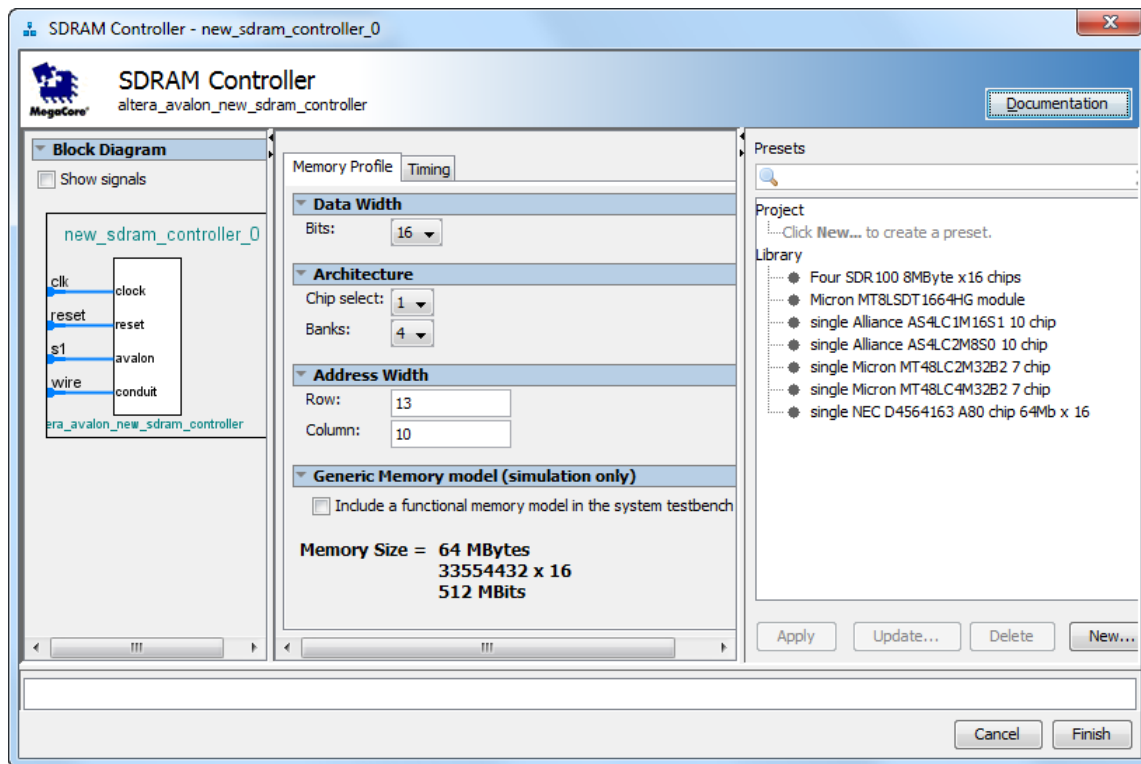 SDRAM Controller - new_sdram_controller_0
MegaCore®
SDRAM Controller
altera_avalon_new_sdram_controller
Documentation
Block Diagram
Show signals
new_sdram_controller_0
clk
clock
reset
reset
s1
avalon
wire
conduit
era_avalon_new_sdram_controller
Memory Profile
Timing
Data Width
Bits:
16
Architecture
Chip select:
1
Banks:
4
Address Width
Row:
13
Column:
10
Generic Memory model (simulation only)
Include a functional memory model in the system testbench
Memory Size = 64 MBytes
33554432 x 16
512 MBits
Presets
Project
Click New... to create a preset.
Library
Four SDR100 8MByte x16 chips
Micron MT8LSDT1664HG module
single Alliance AS4LC1M16S1 10 chip
single Alliance AS4LC2M8S0 10 chip
single Micron MT48LC2M32B2 7 chip
single Micron MT48LC4M32B2 7 chip
single NEC D4564163 A80 chip 64Mb x 16
Apply
Update...
Delete
New...
Cancel
Finish